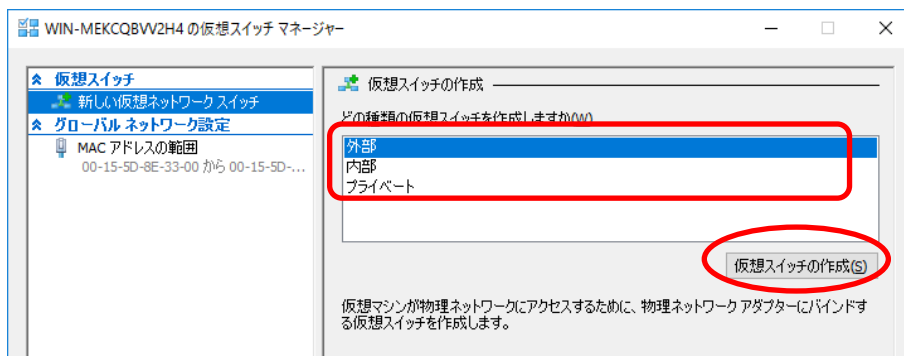 WIN-MEKCQBVV2H4 の仮想スイッチ マネージャー
仮想スイッチ
新しい仮想ネットワーク スイッチ
グローバル ネットワーク設定
MAC アドレスの範囲
00-15-5D-8E-33-00 から 00-15-5D-...
仮想スイッチの作成
どの種類の仮想スイッチを作成しますか(W)
外部
内部
プライベート
仮想スイッチの作成(S)
仮想マシンが物理ネットワークにアクセスするために、物理ネットワーク アダプターにバインドす
る仮想スイッチを作成します。